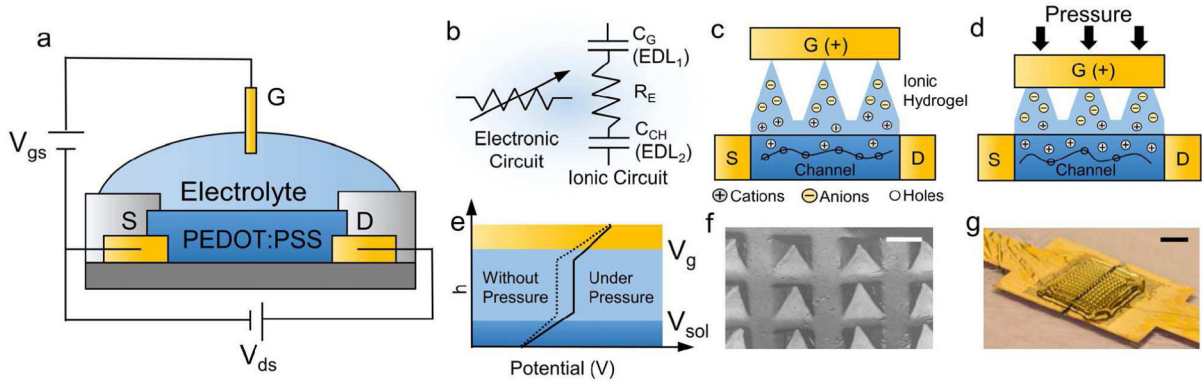 a
G
V_gs
Electrolyte
S
D
PEDOT:PSS
V_ds
b
C_G
(EDL_1)
R_E
C_CH
(EDL_2)
Electronic
Circuit
Ionic Circuit
c
G (+)
Ionic
Hydrogel
S
Channel
D
⊕ Cations ⊖ Anions ○ Holes
d
Pressure
G (+)
S
Channel
D
e
h
Without
Pressure
Under
Pressure
V_g
V_sol
Potential (V)
f
g